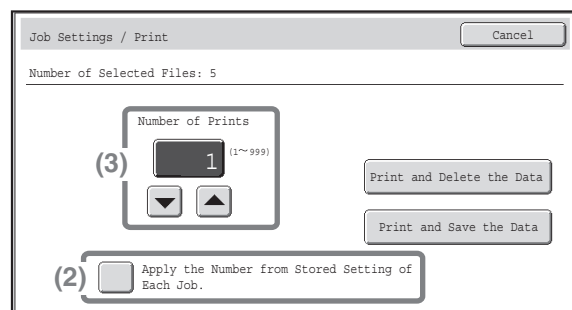 Job Settings / Print
Cancel
Number of Selected Files: 5
Number of Prints
(3)
1
(1～999)
Print and Delete the Data
Print and Save the Data
(2)
Apply the Number from Stored Setting of
Each Job.